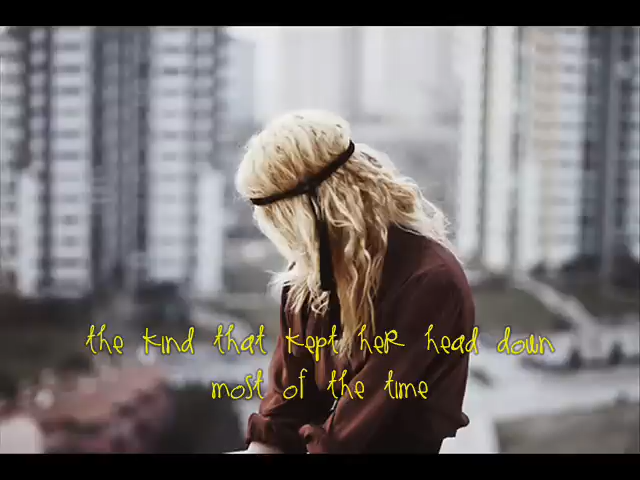 the kind that kept her head down
most of the time